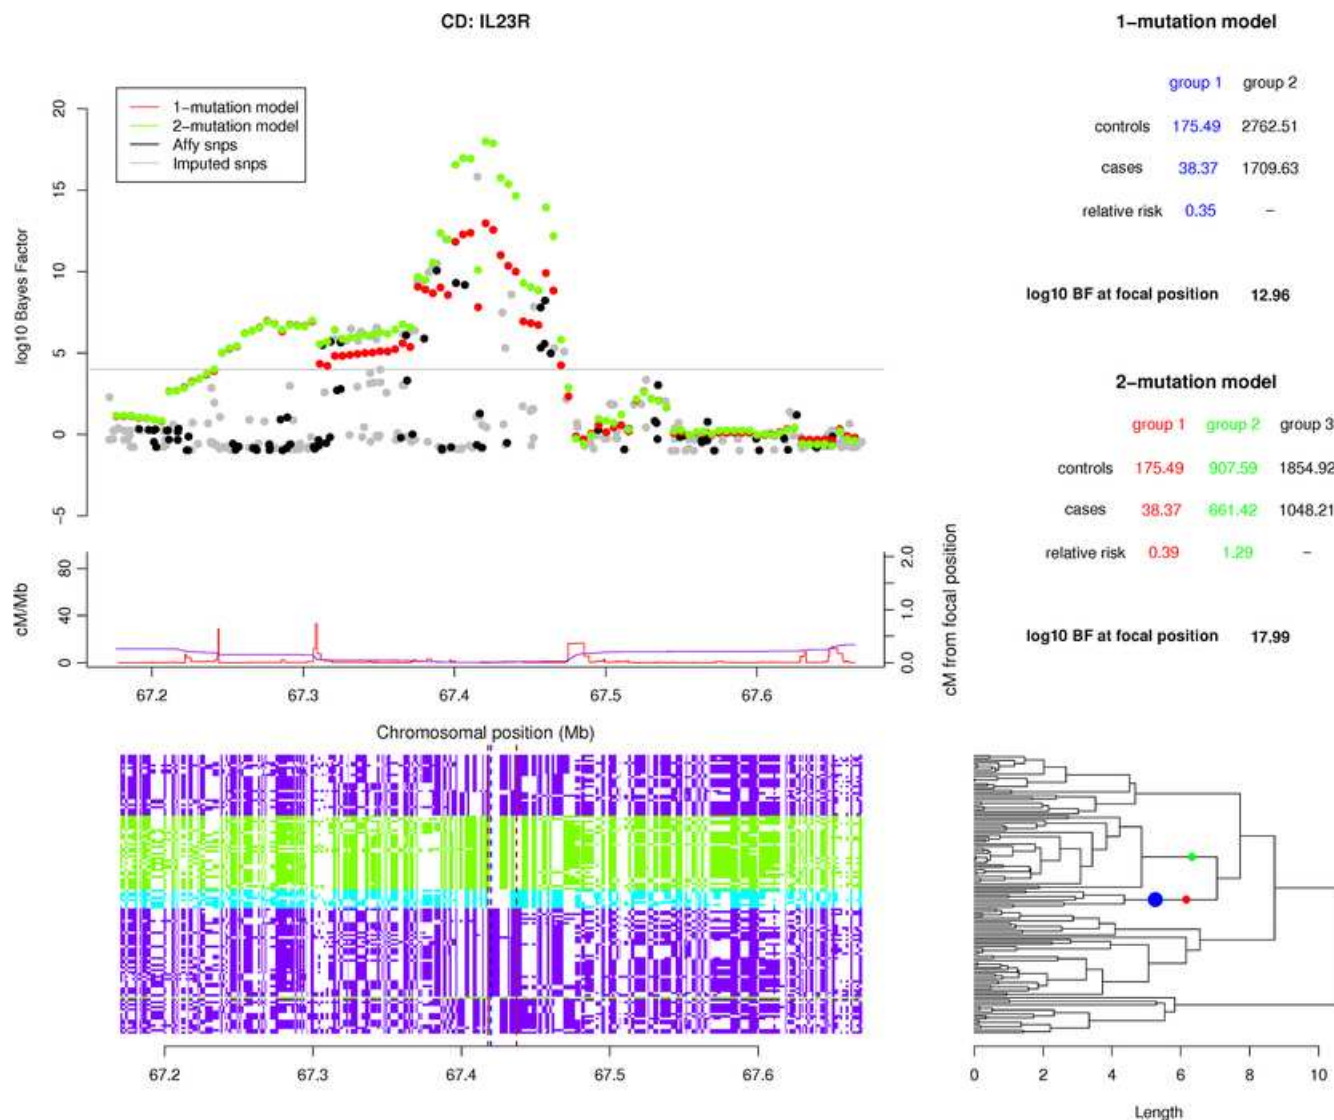 CD: IL23R
1−mutation model
2−mutation model
Affy snps
Imputed snps
log10 Bayes Factor
20
15
10
5
0
−5
cM/Mb
80
40
0
2.0
1.0
0.0
cM from focal position
67.2 67.3 67.4 67.5 67.6
Chromosomal position (Mb)
67.2 67.3 67.4 67.5 67.6
1−mutation model
group 1 group 2
controls 175.49 2762.51
cases 38.37 1709.63
relative risk 0.35 −
log10 BF at focal position 12.96
2−mutation model
group 1 group 2 group 3
controls 175.49 907.59 1854.92
cases 38.37 661.42 1048.21
relative risk 0.39 1.29 −
log10 BF at focal position 17.99
0 2 4 6 8 10
Length